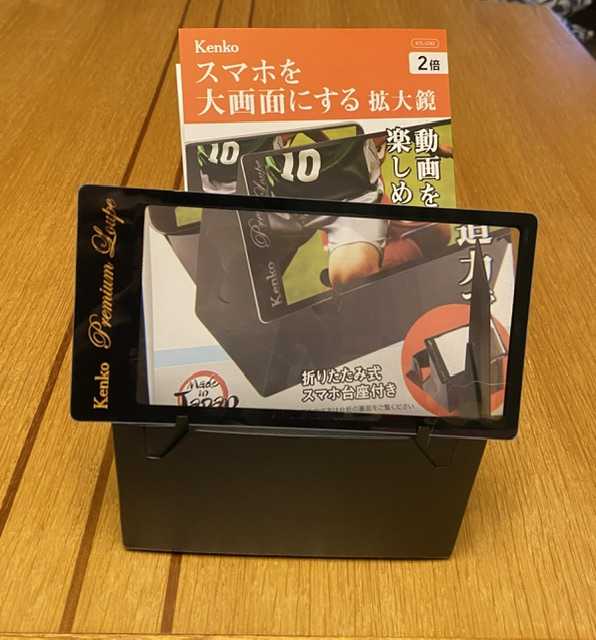 Kenko
スマホを
大画面にする 拡大鏡
2倍
動画を
楽しめ
10
10
Premium Loupe
Kenko
迫力
Kenko Premium Loupe
Made
in
Japan
折りたたみ式
スマホ台座付き